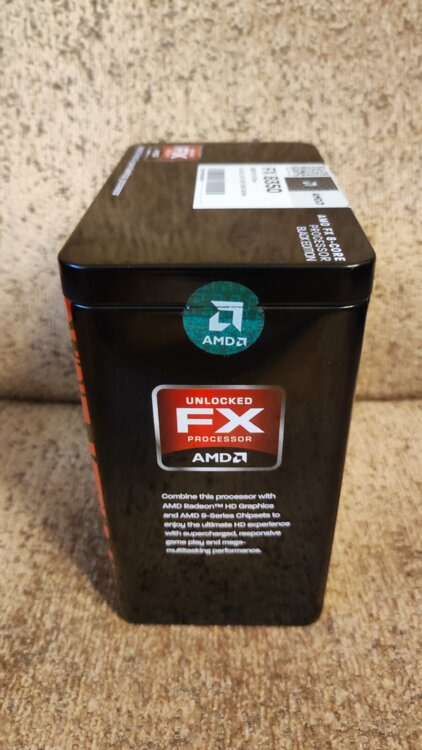 FX
FX 8350
AMD
AMD FX 8-CORE
PROCESSOR
BLACK EDITION
AMD
UNLOCKED
FX
PROCESSOR
AMD
Combine this processor with
AMD Radeon™ HD Graphics
and AMD 9-Series Chipsets to
enjoy the ultimate HD experience
with supercharged, responsive
game play and mega-
multitasking performance.